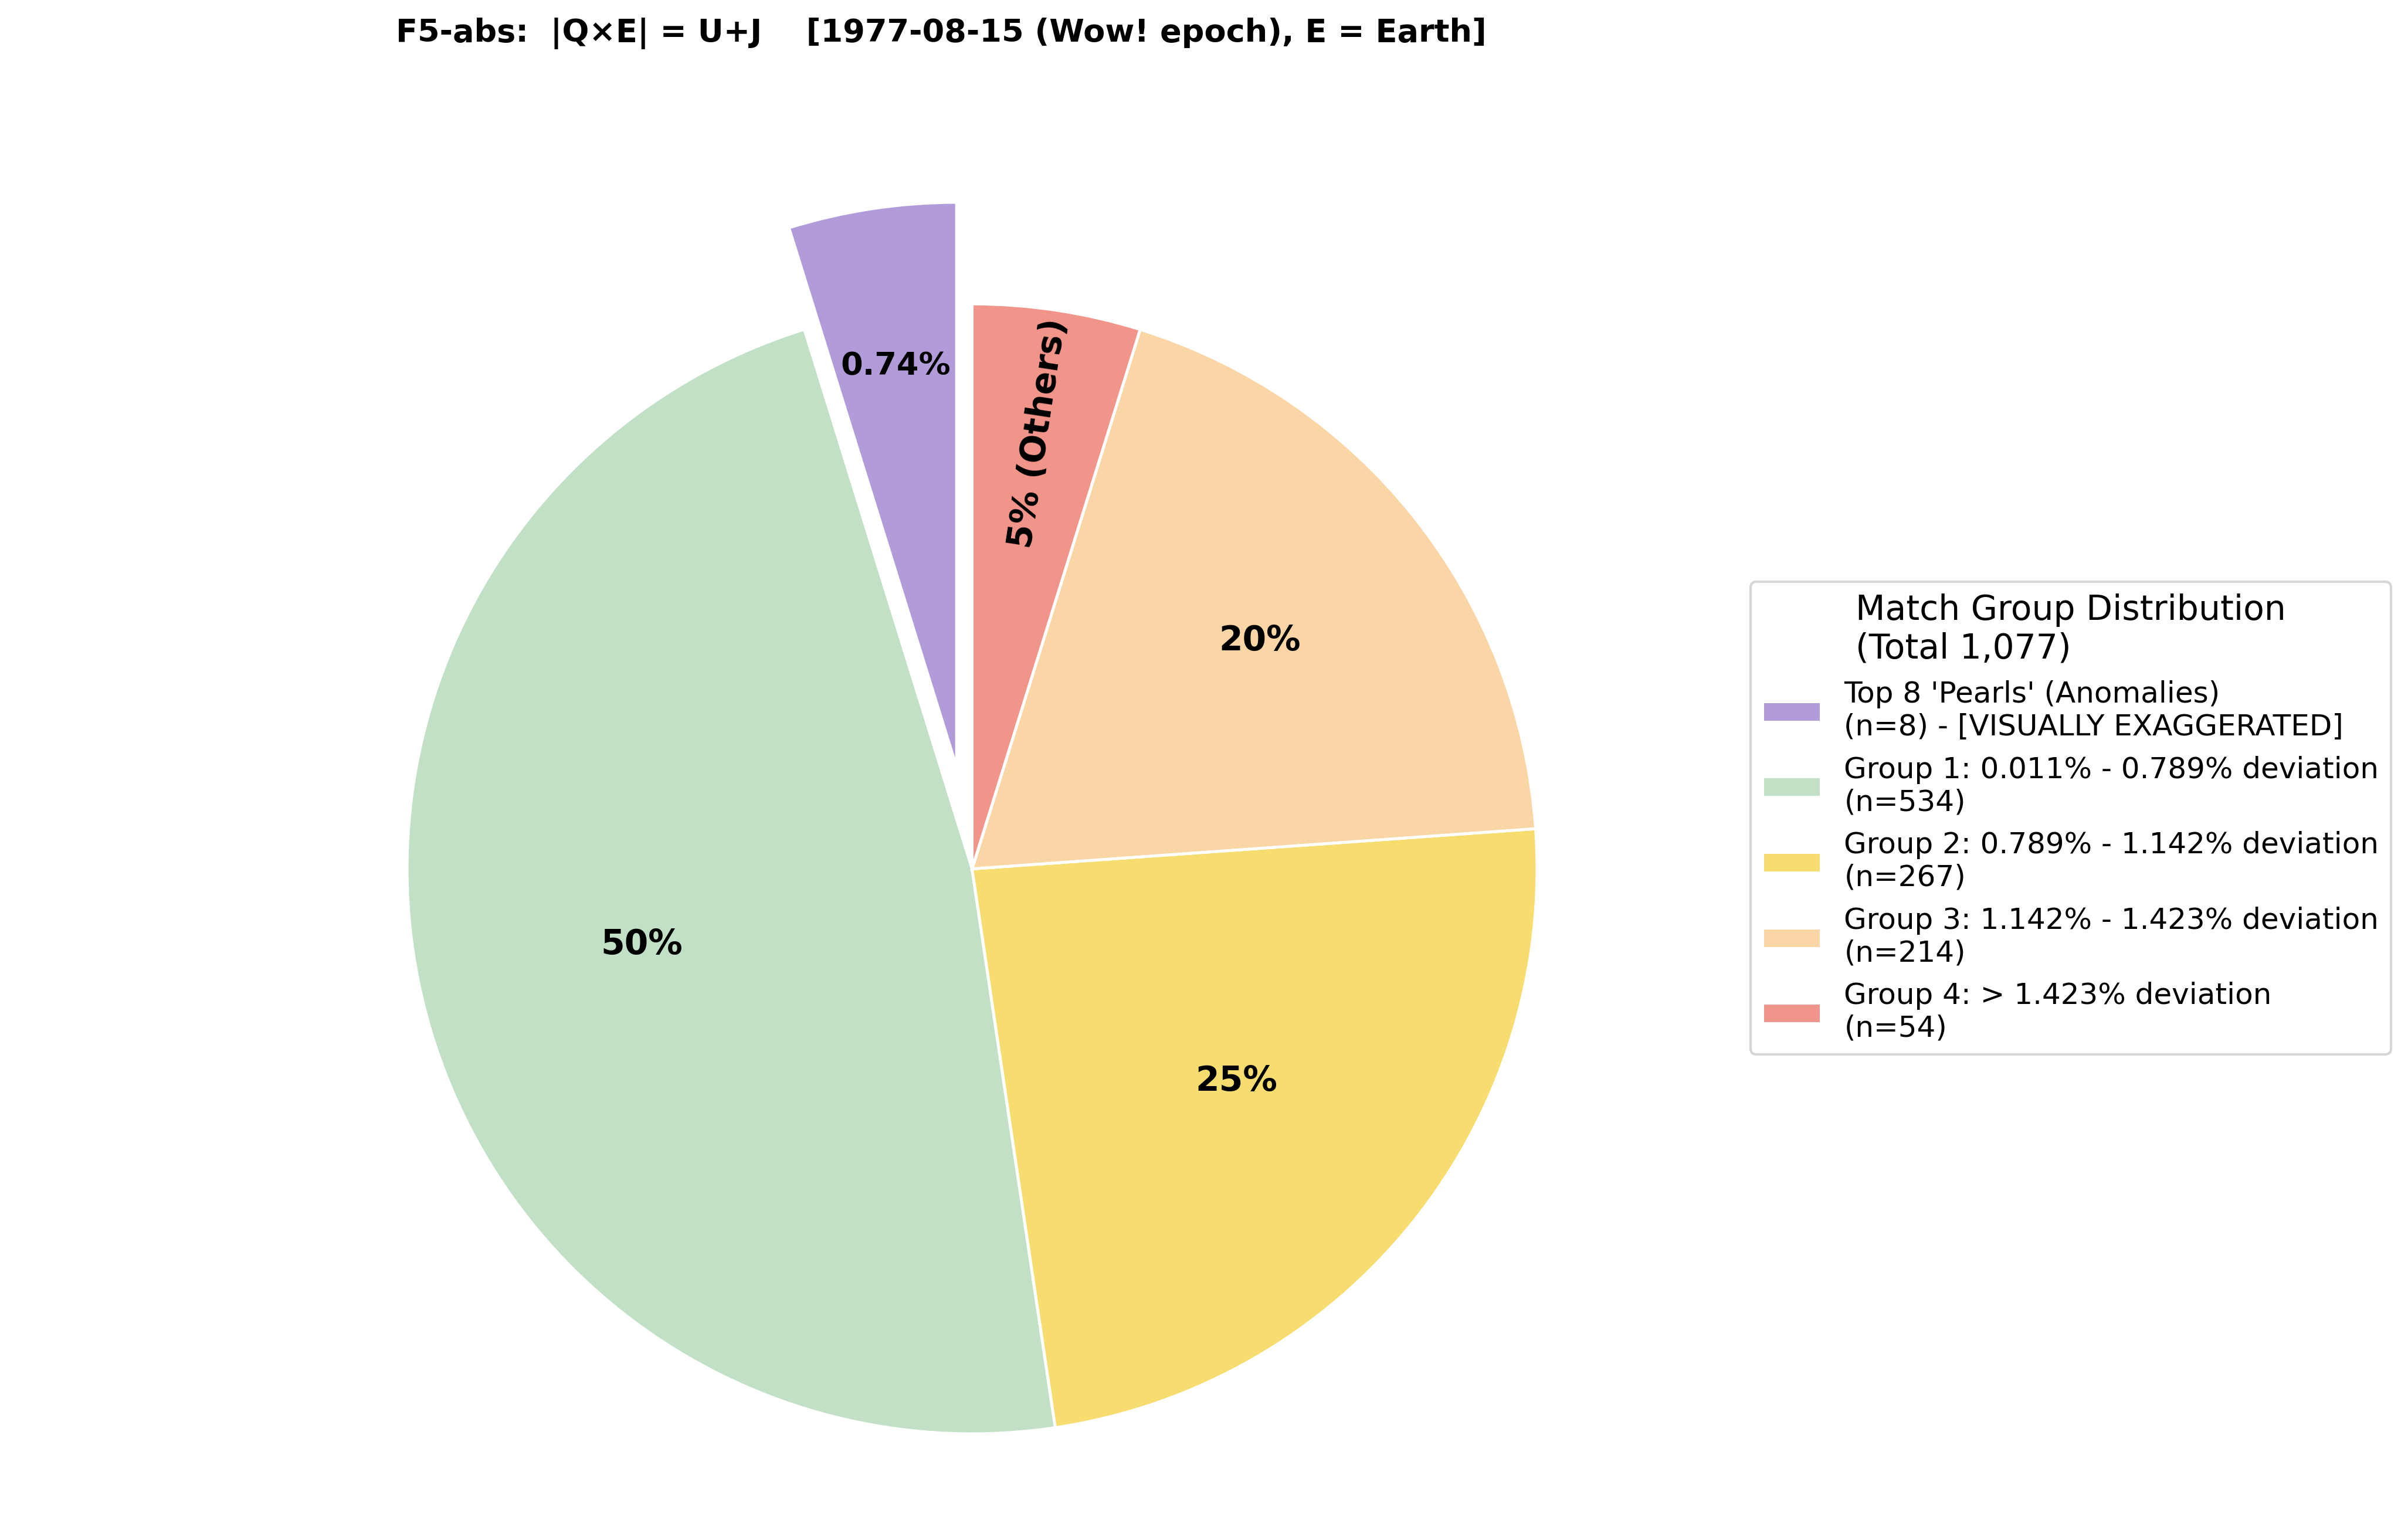 F5-abs:  |Q×E| = U+J    [1977-08-15 (Wow! epoch), E = Earth]
0.74%
5% (Others)
20%
50%
25%
Match Group Distribution
(Total 1,077)
Top 8 'Pearls' (Anomalies)
(n=8) - [VISUALLY EXAGGERATED]
Group 1: 0.011% - 0.789% deviation
(n=534)
Group 2: 0.789% - 1.142% deviation
(n=267)
Group 3: 1.142% - 1.423% deviation
(n=214)
Group 4: > 1.423% deviation
(n=54)